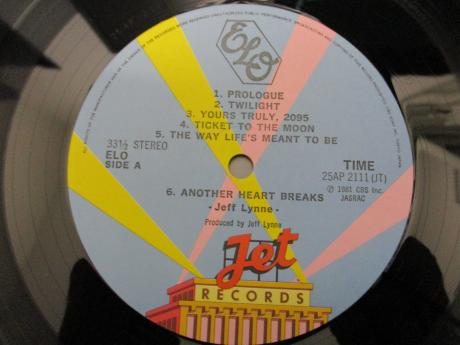 ELO
1. PROLOGUE
2. TWILIGHT
3. YOURS TRULY, 2095
4. TICKET TO THE MOON
5. THE WAY LIFE'S MEANT TO BE
33⅓ STEREO
ELO
SIDE A
TIME
25AP 2111(JT)
Ⓟ 1981 CBS Inc.
JASRAC
6. ANOTHER HEART BREAKS
- Jeff Lynne -
Produced by Jeff Lynne
Jet
RECORDS